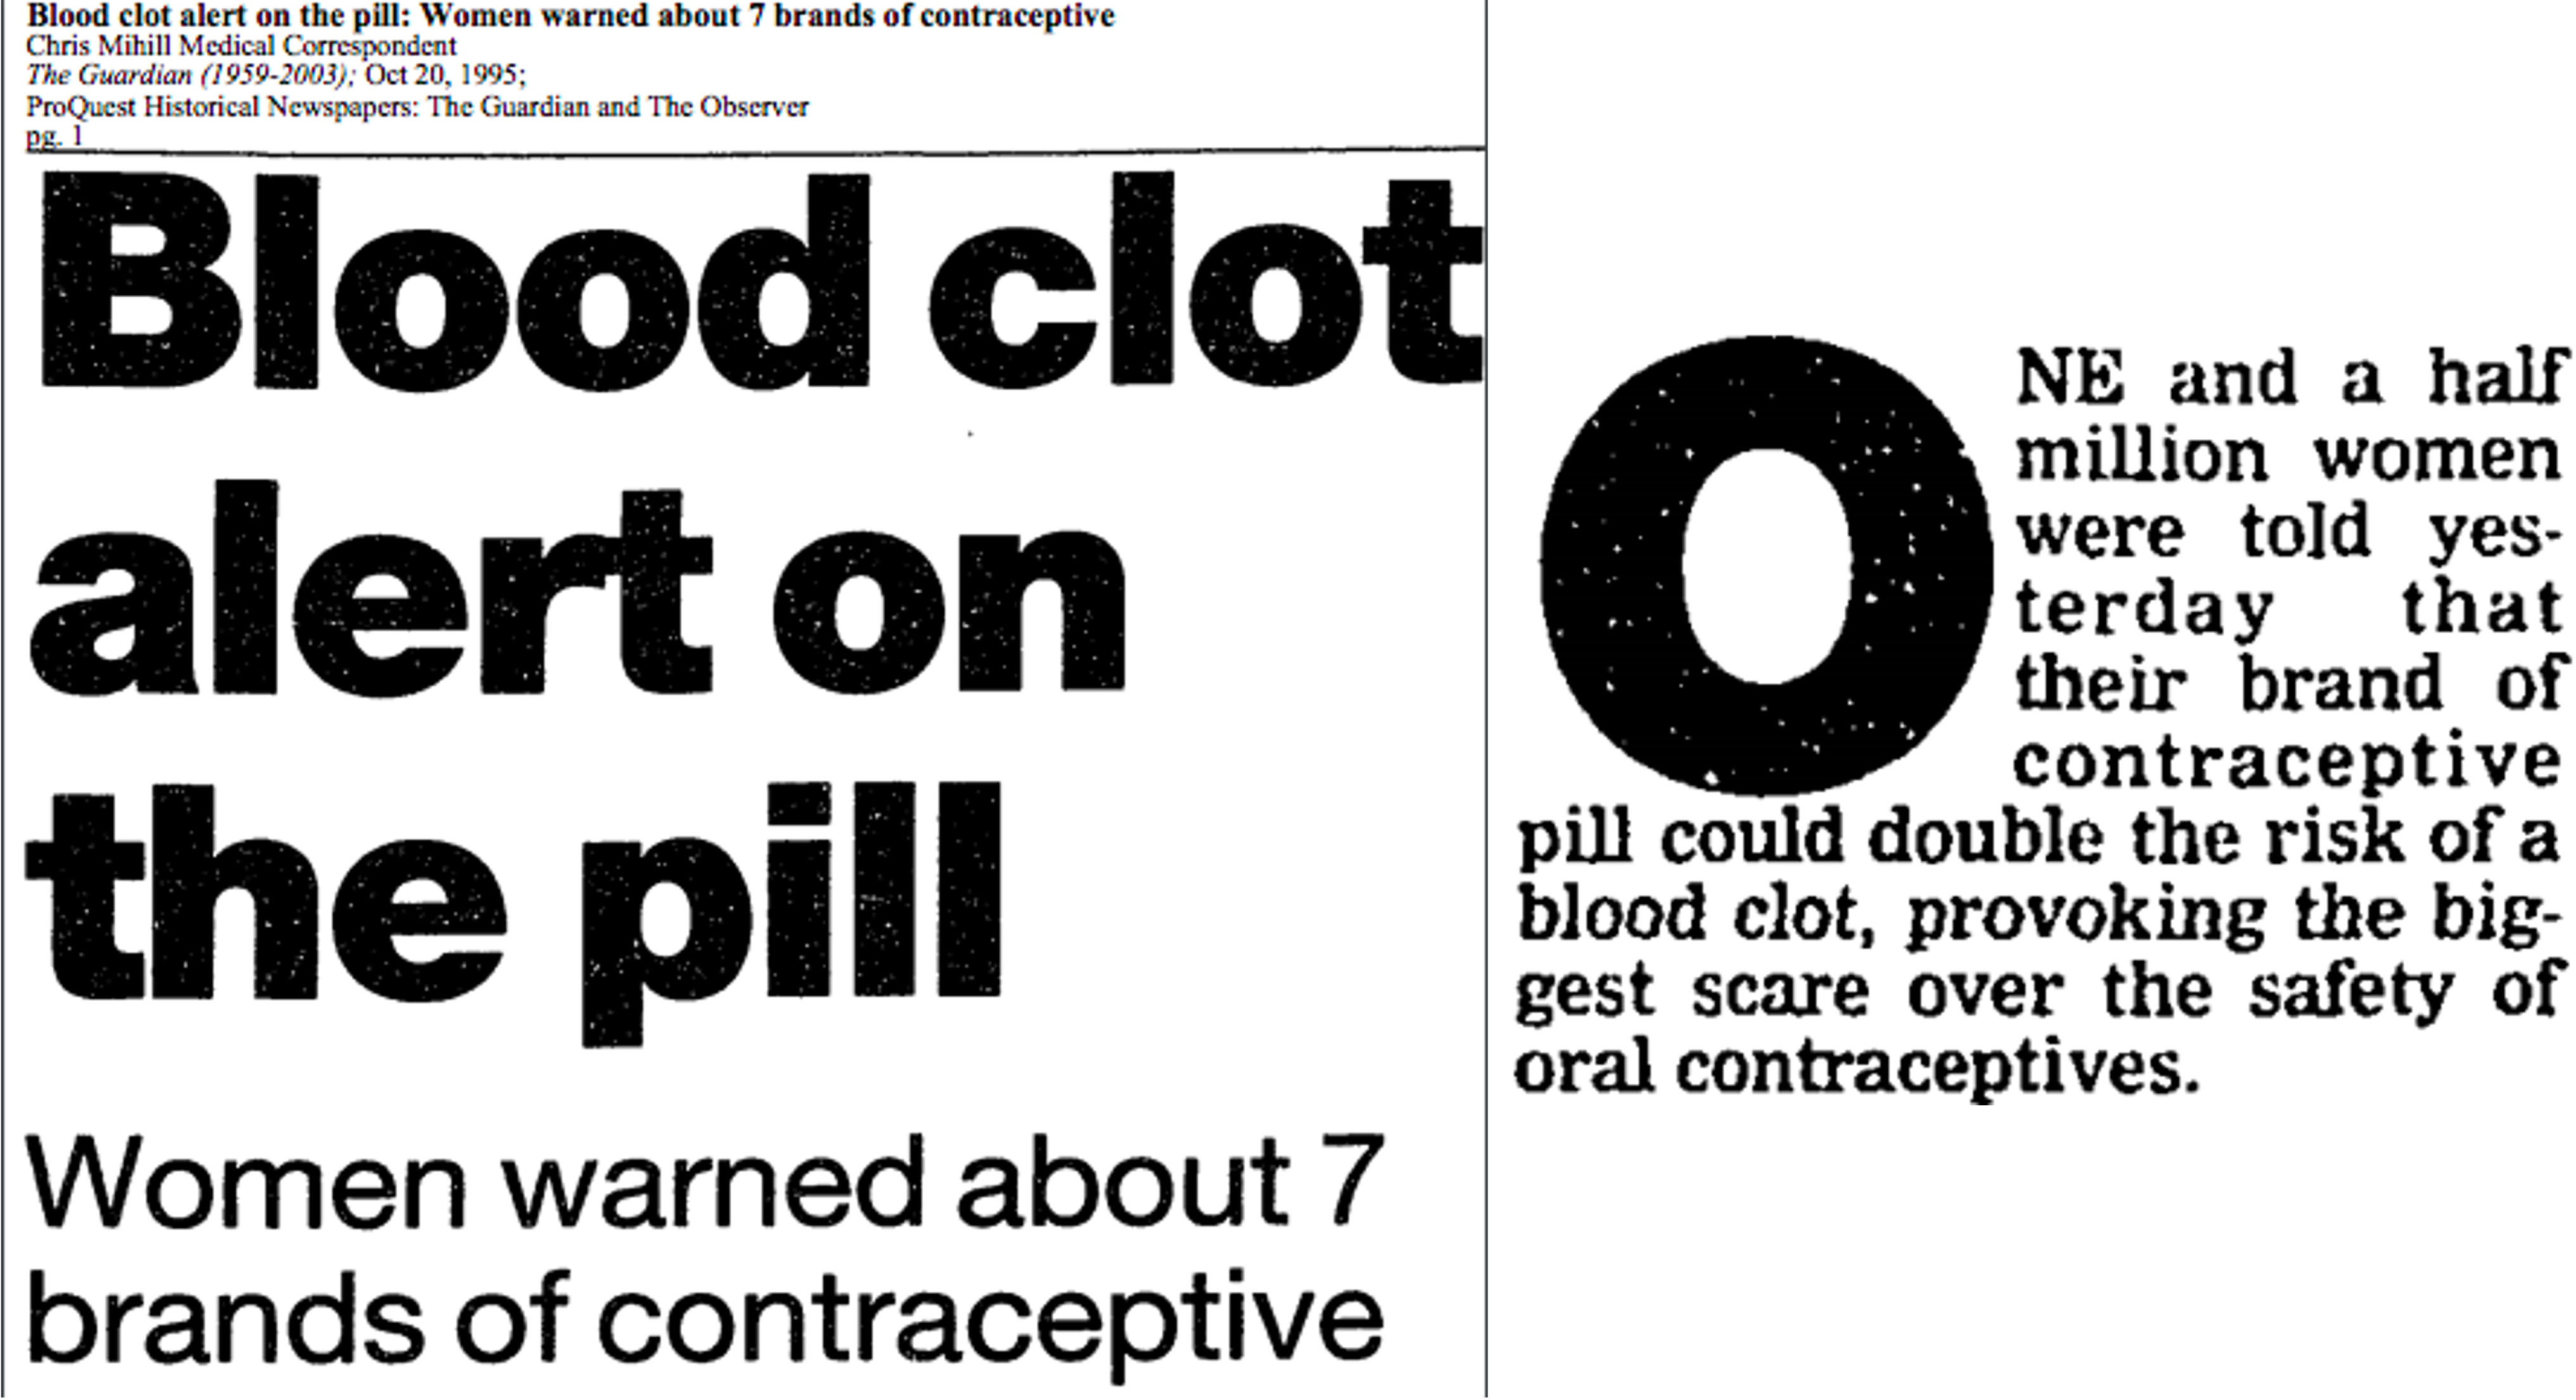 Blood clot alert on the pill: Women warned about 7 brands of contraceptive
Chris Mihill Medical Correspondent
The Guardian (1959-2003); Oct 20, 1995;
ProQuest Historical Newspapers: The Guardian and The Observer
pg. 1
Blood clot
alert on
the pill
Women warned about 7
brands of contraceptive
ONE and a half
million women
were told yes-
terday that
their brand of
contraceptive
pill could double the risk of a
blood clot, provoking the big-
gest scare over the safety of
oral contraceptives.